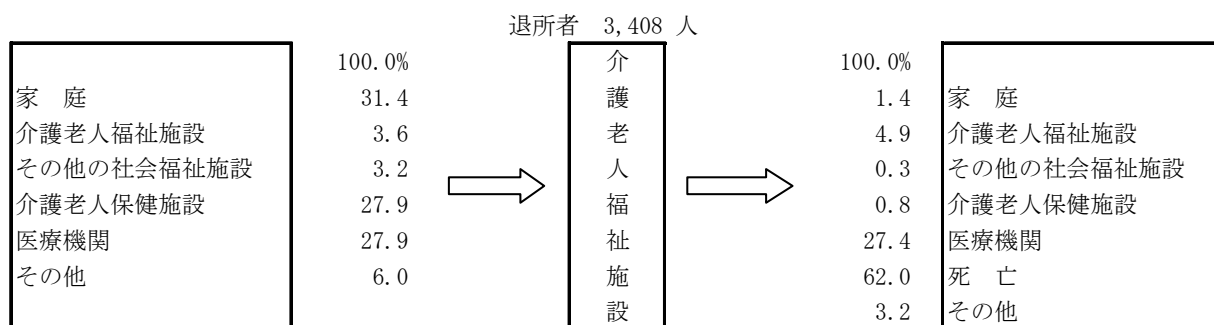 退所者 3,408 人
100.0% 介 100.0%
家 庭 31.4 護 1.4 家 庭
介護老人福祉施設 3.6 老 4.9 介護老人福祉施設
その他の社会福祉施設 3.2 人 0.3 その他の社会福祉施設
介護老人保健施設 27.9 福 0.8 介護老人保健施設
医療機関 27.9 祉 27.4 医療機関
その他 6.0 施 62.0 死 亡
設 3.2 その他